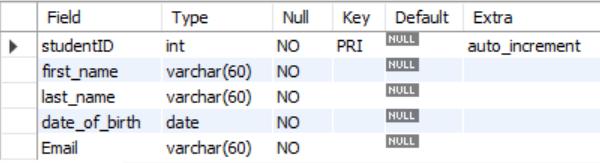 Field Type Null Key Default Extra
studentID int NO PRI NULL auto_increment
first_name varchar(60) NO NULL
last_name varchar(60) NO NULL
date_of_birth date NO NULL
Email varchar(60) NO NULL